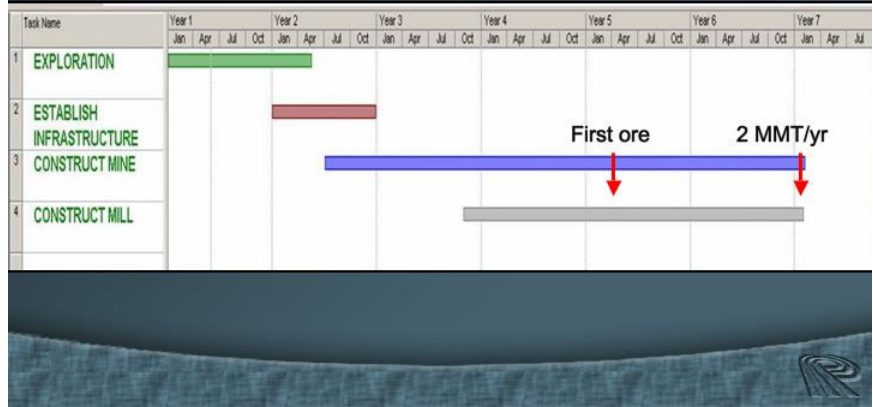 Task Name Year 1 Year 2 Year 3 Year 4 Year 5 Year 6 Year 7
Jan Apr Jul Oct Jan Apr Jul Oct Jan Apr Jul Oct Jan Apr Jul Oct Jan Apr Jul Oct Jan Apr Jul Oct Jan Apr Jul
1 EXPLORATION
2 ESTABLISH
INFRASTRUCTURE
First ore 2 MMT/yr
3 CONSTRUCT MINE
4 CONSTRUCT MILL